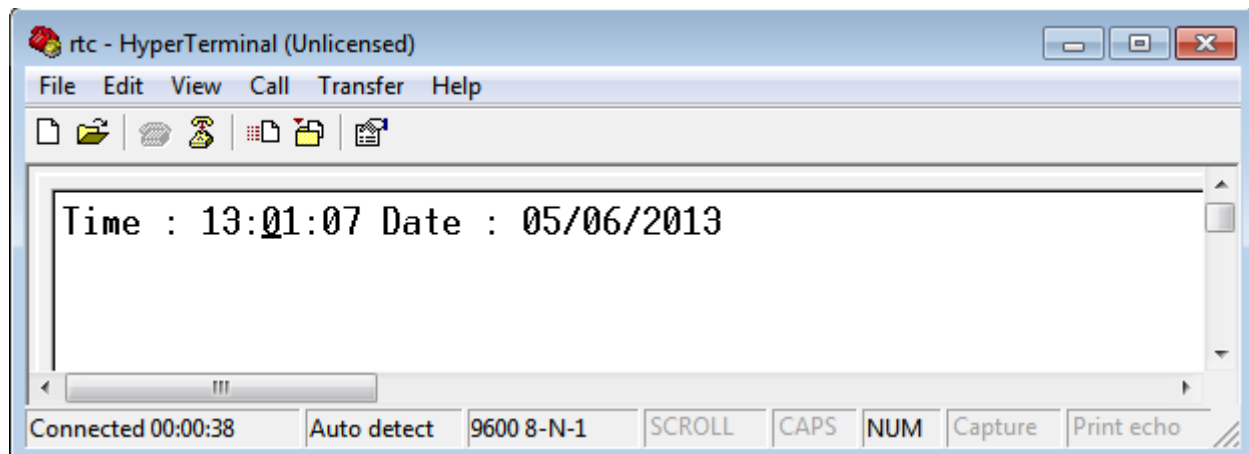 rtc - HyperTerminal (Unlicensed)
File Edit View Call Transfer Help
Time : 13:01:07 Date : 05/06/2013
Connected 00:00:38 Auto detect 9600 8-N-1 SCROLL CAPS NUM Capture Print echo